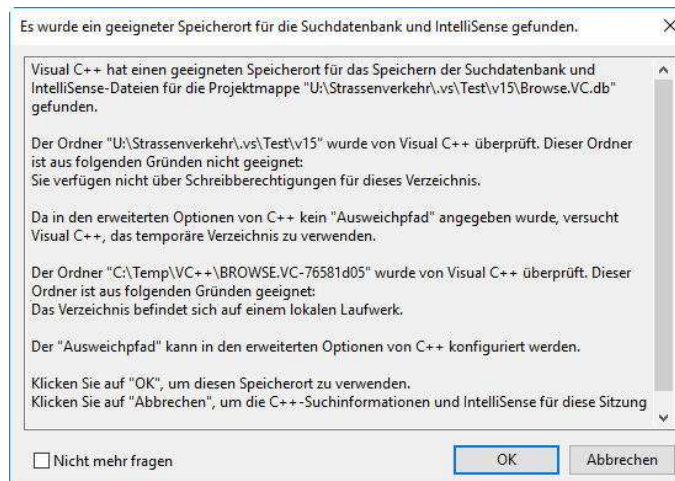 Es wurde ein geeigneter Speicherort für die Suchdatenbank und IntelliSense gefunden.
Visual C++ hat einen geeigneten Speicherort für das Speichern der Suchdatenbank und
IntelliSense-Dateien für die Projektmappe "U:\Strassenverkehr\.vs\Test\v15\Browse.VC.db"
gefunden.
Der Ordner "U:\Strassenverkehr\.vs\Test\v15" wurde von Visual C++ überprüft. Dieser Ordner
ist aus folgenden Gründen nicht geeignet:
Sie verfügen nicht über Schreibberechtigungen für dieses Verzeichnis.
Da in den erweiterten Optionen von C++ kein "Ausweichpfad" angegeben wurde, versucht
Visual C++, das temporäre Verzeichnis zu verwenden.
Der Ordner "C:\Temp\VC++\BROWSE.VC-76581d05" wurde von Visual C++ überprüft. Dieser
Ordner ist aus folgenden Gründen geeignet:
Das Verzeichnis befindet sich auf einem lokalen Laufwerk.
Der "Ausweichpfad" kann in den erweiterten Optionen von C++ konfiguriert werden.
Klicken Sie auf "OK", um diesen Speicherort zu verwenden.
Klicken Sie auf "Abbrechen", um die C++-Suchinformationen und IntelliSense für diese Sitzung
Nicht mehr fragen
OK
Abbrechen